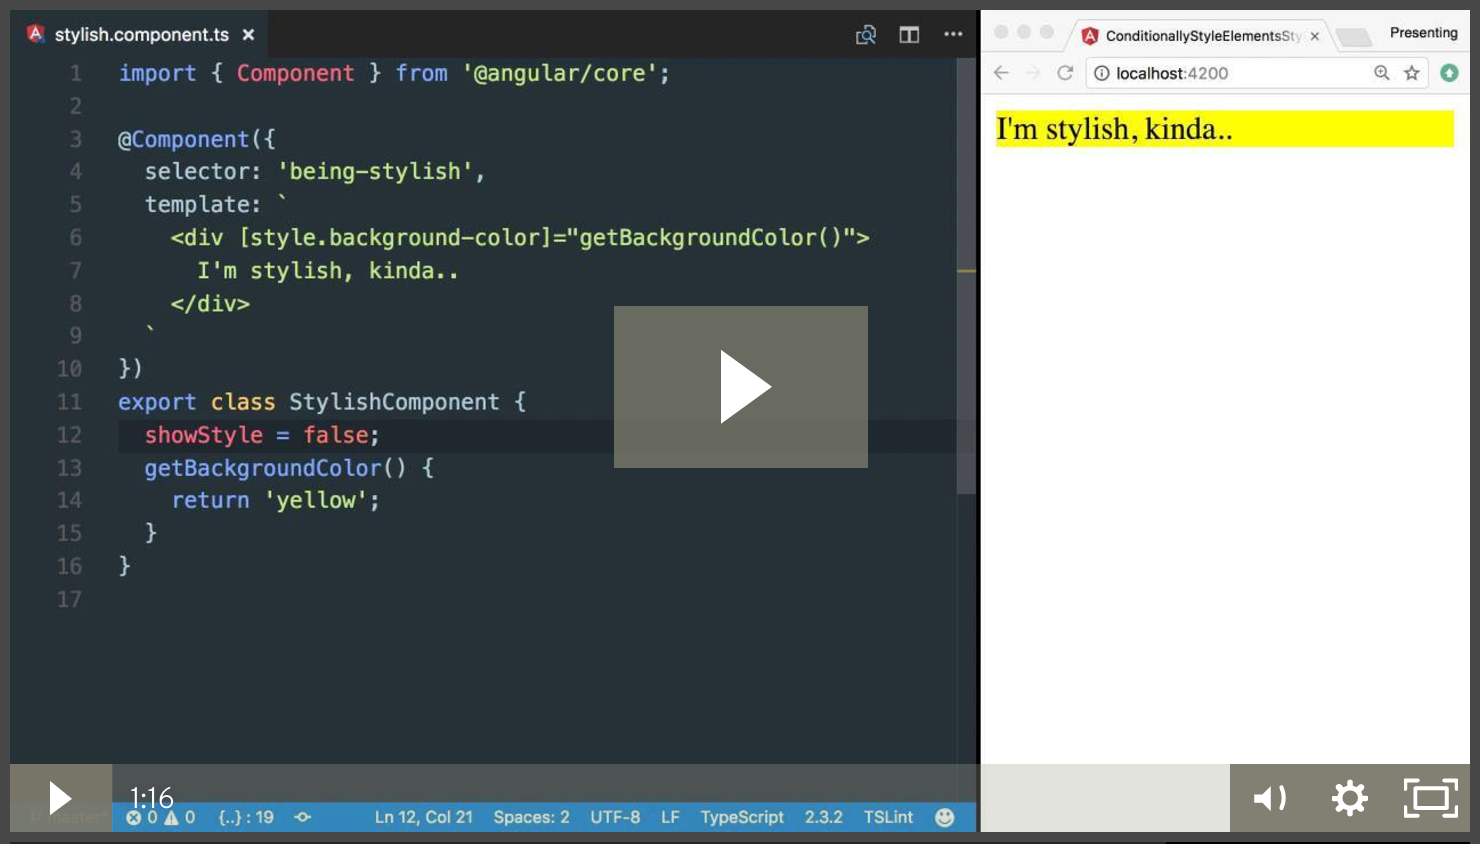 stylish.component.ts ×
1 import { Component } from '@angular/core';
2
3 @Component({
4 selector: 'being-stylish',
5 template: `
6 <div [style.background-color]="getBackgroundColor()">
7 I'm stylish, kinda..
8 </div>
9 `
10 })
11 export class StylishComponent {
12 showStyle = false;
13 getBackgroundColor() {
14 return 'yellow';
15 }
16 }
17
1:16
master*
0 0 {..} : 19 Ln 12, Col 21 Spaces: 2 UTF-8 LF TypeScript 2.3.2 TSLint
ConditionallyStyleElementsSty × Presenting
localhost:4200
I'm stylish, kinda..